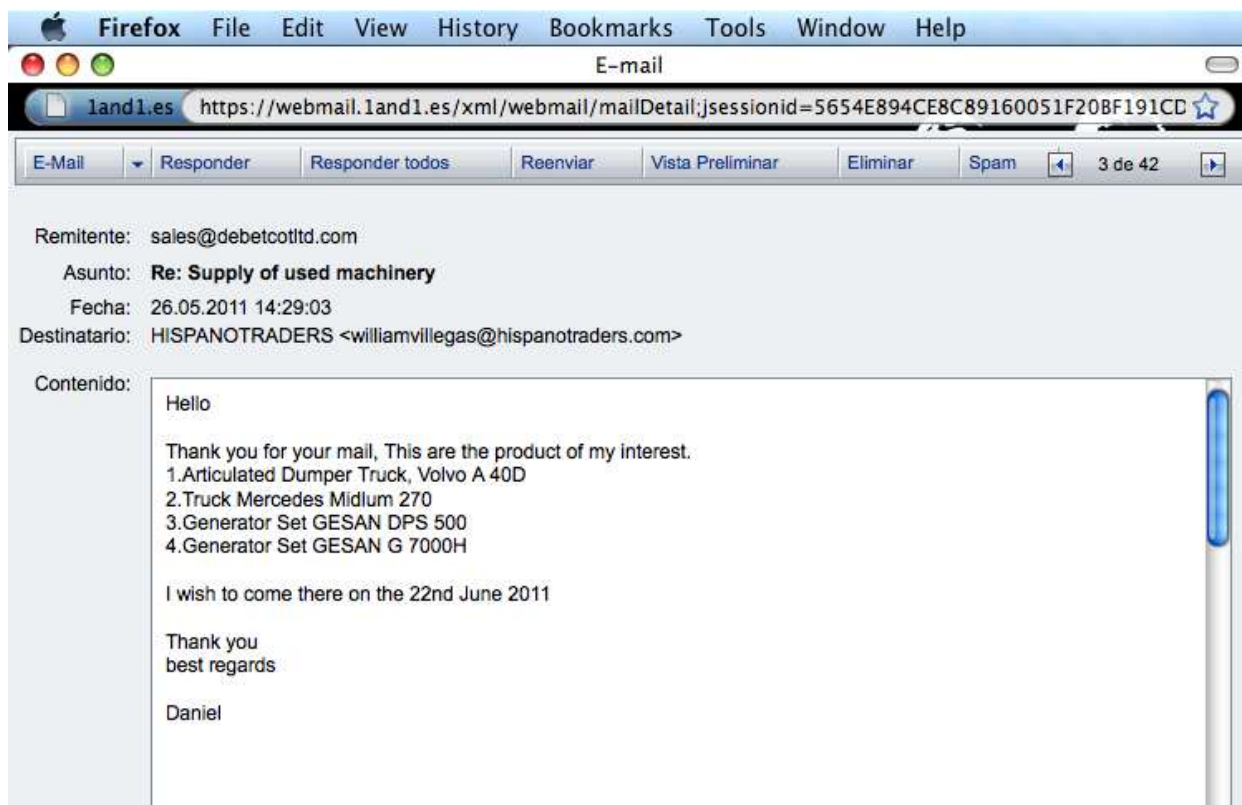 Firefox File Edit View History Bookmarks Tools Window Help
E-mail
1and1.es https://webmail.1and1.es/xml/webmail/mailDetail;jsessionid=5654E894CE8C89160051F20BF191CD
E-Mail Responder Responder todos Reenviar Vista Preliminar Eliminar Spam 3 de 42
Remitente: sales@debetcotltd.com
Asunto: Re: Supply of used machinery
Fecha: 26.05.2011 14:29:03
Destinatario: HISPANOTRADERS <williamvillegas@hispanotraders.com>
Contenido:
Hello
Thank you for your mail, This are the product of my interest.
1.Articulated Dumper Truck, Volvo A 40D
2.Truck Mercedes Midlum 270
3.Generator Set GESAN DPS 500
4.Generator Set GESAN G 7000H
I wish to come there on the 22nd June 2011
Thank you
best regards
Daniel